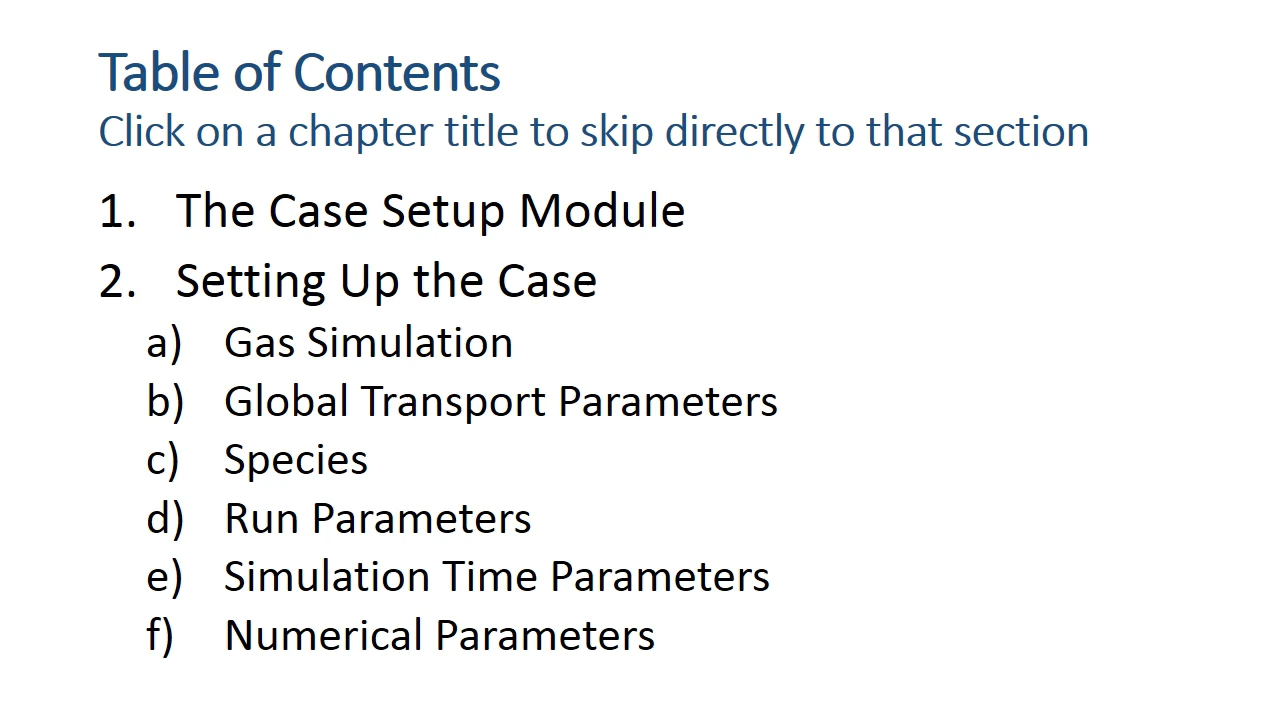 Table of Contents
Click on a chapter title to skip directly to that section
1. The Case Setup Module
2. Setting Up the Case
a) Gas Simulation
b) Global Transport Parameters
c) Species
d) Run Parameters
e) Simulation Time Parameters
f) Numerical Parameters